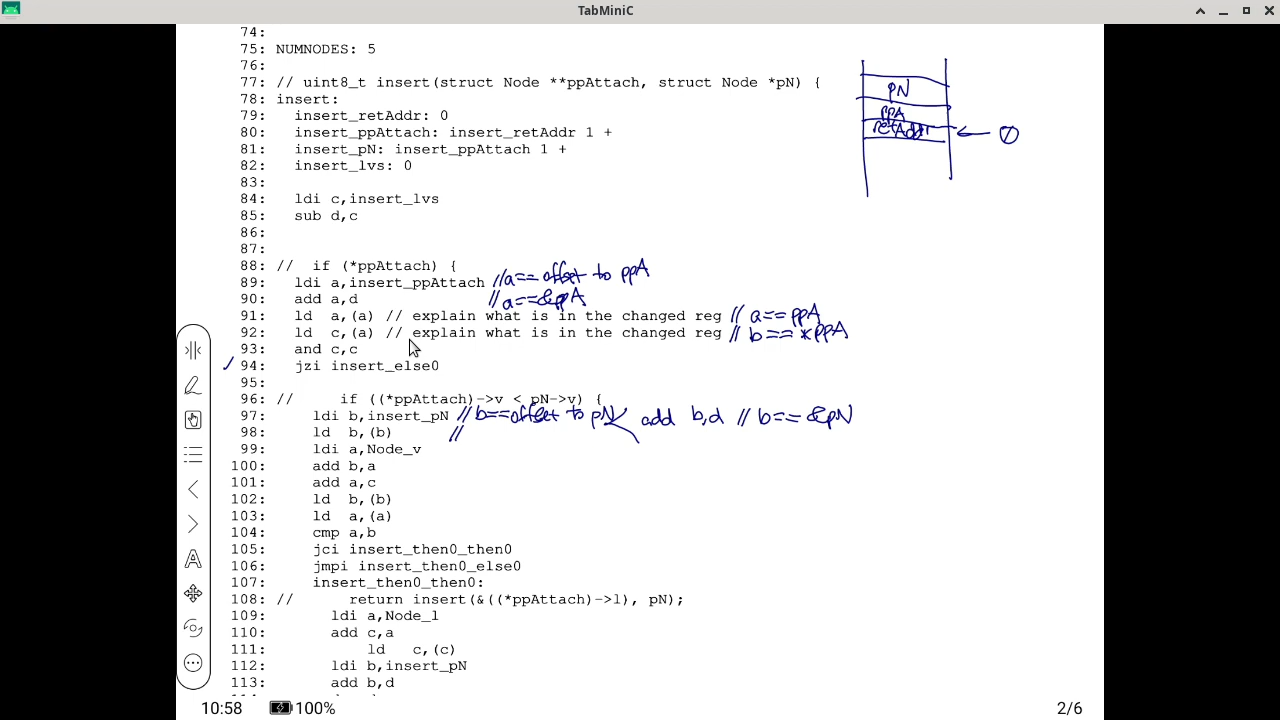 TabMiniC
74:
75: NUMNODES: 5
76:
77: // uint8_t insert(struct Node **ppAttach, struct Node *pN) {
78: insert:
79:   insert_retAddr: 0
80:   insert_ppAttach: insert_retAddr 1 +
81:   insert_pN: insert_ppAttach 1 +
82:   insert_lvs: 0
83:
84:   ldi c,insert_lvs
85:   sub d,c
86:
87:
88: //  if (*ppAttach) {
89:   ldi a,insert_ppAttach //a== offset to ppA
90:   add a,d // a==&ppA
91:   ld  a,(a) // explain what is in the changed reg // a== ppA
92:   ld  c,(a) // explain what is in the changed reg // b== *ppA
93:   and c,c
94:   jzi insert_else0
95:
96: //     if ((*ppAttach)->v < pN->v) {
97:     ldi b,insert_pN // b==offset to pN < add b,d // b== &pN
98:     ld  b,(b) //
99:     ldi a,Node_v
100:     add b,a
101:     add a,c
102:     ld  b,(b)
103:     ld  a,(a)
104:     cmp a,b
105:     jci insert_then0_then0
106:     jmpi insert_then0_else0
107:     insert_then0_then0:
108: //      return insert(&((*ppAttach)->l), pN);
109:       ldi a,Node_l
110:       add c,a
111:           ld   c,(c)
112:       ldi b,insert_pN
113:       add b,d
pN
ppA
retAddr ← 0
10:58 100% 2/6